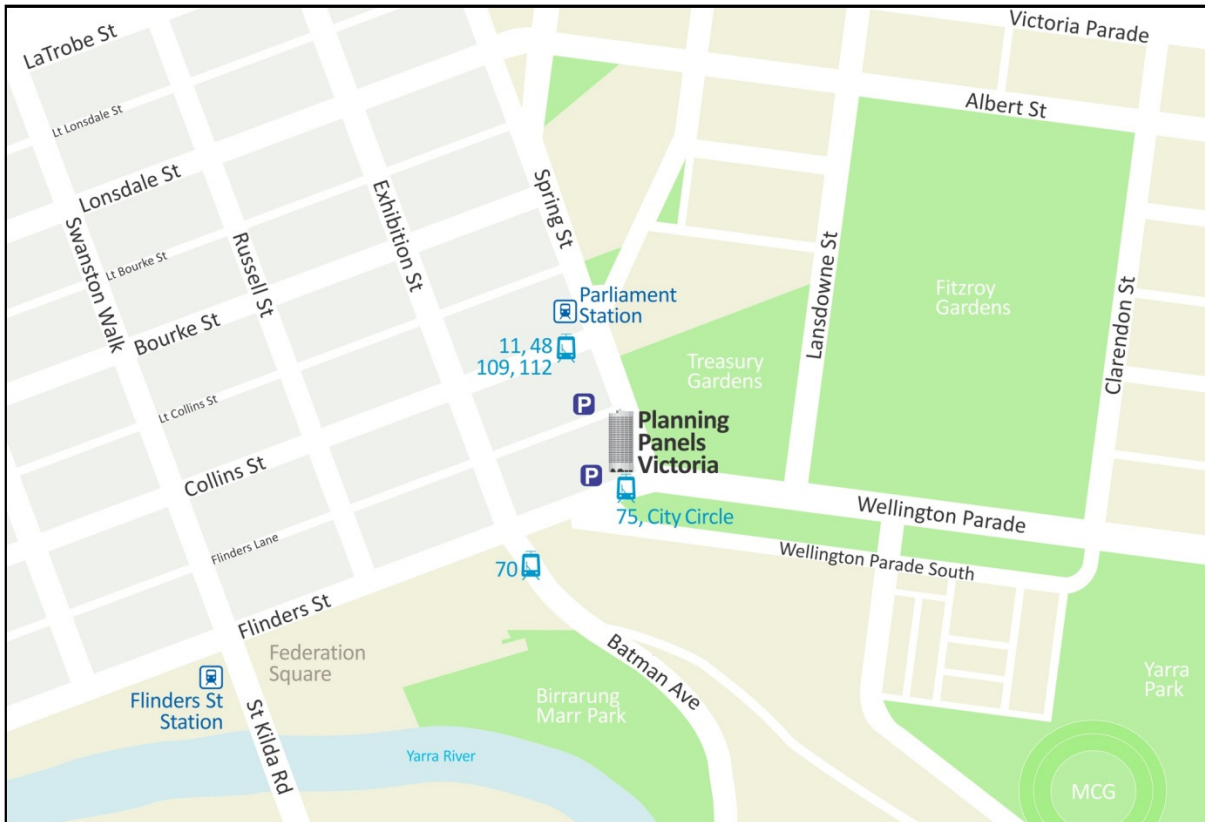 Victoria Parade
LaTrobe St
Albert St
Lt Lonsdale St
Lonsdale St
Spring St
Exhibition St
Swanston Walk
Russell St
Lt Bourke St
Lansdowne St
Clarendon St
Fitzroy
Gardens
Parliament
Station
Bourke St
11, 48
109, 112
Treasury
Gardens
Lt Collins St
P
Planning
Panels
Victoria
Collins St
P
75, City Circle
Wellington Parade
Flinders Lane
Wellington Parade South
70
Flinders St
Federation
Square
Batman Ave
Yarra
Park
Flinders St
Station
Birrarung
Marr Park
St Kilda Rd
Yarra River
MCG